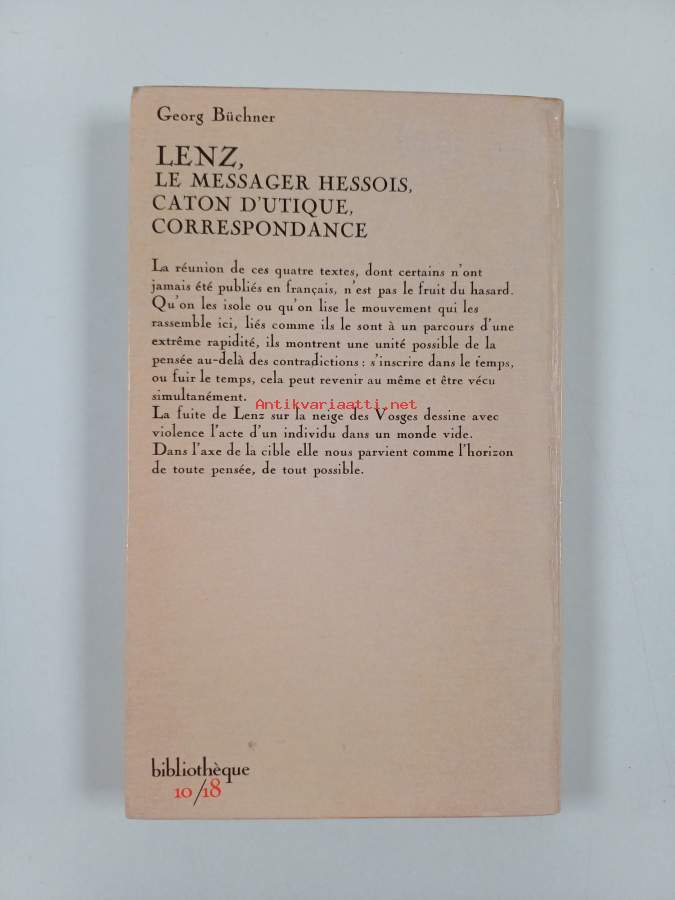 Georg Büchner
LENZ,
LE MESSAGER HESSOIS,
CATON D'UTIQUE,
CORRESPONDANCE
La réunion de ces quatre textes, dont certains n'ont
jamais été publiés en français, n'est pas le fruit du hasard.
Qu'on les isole ou qu'on lise le mouvement qui les
rassemble ici, liés comme ils le sont à un parcours d'une
extrême rapidité, ils montrent une unité possible de la
pensée au-delà des contradictions : s'inscrire dans le temps,
ou fuir le temps, cela peut revenir au même et être vécu
simultanément.
Antikvariaatti.net
La fuite de Lenz sur la neige des Vosges dessine avec
violence l'acte d'un individu dans un monde vide.
Dans l'axe de la cible elle nous parvient comme l'horizon
de toute pensée, de tout possible.
bibliothèque
10/18